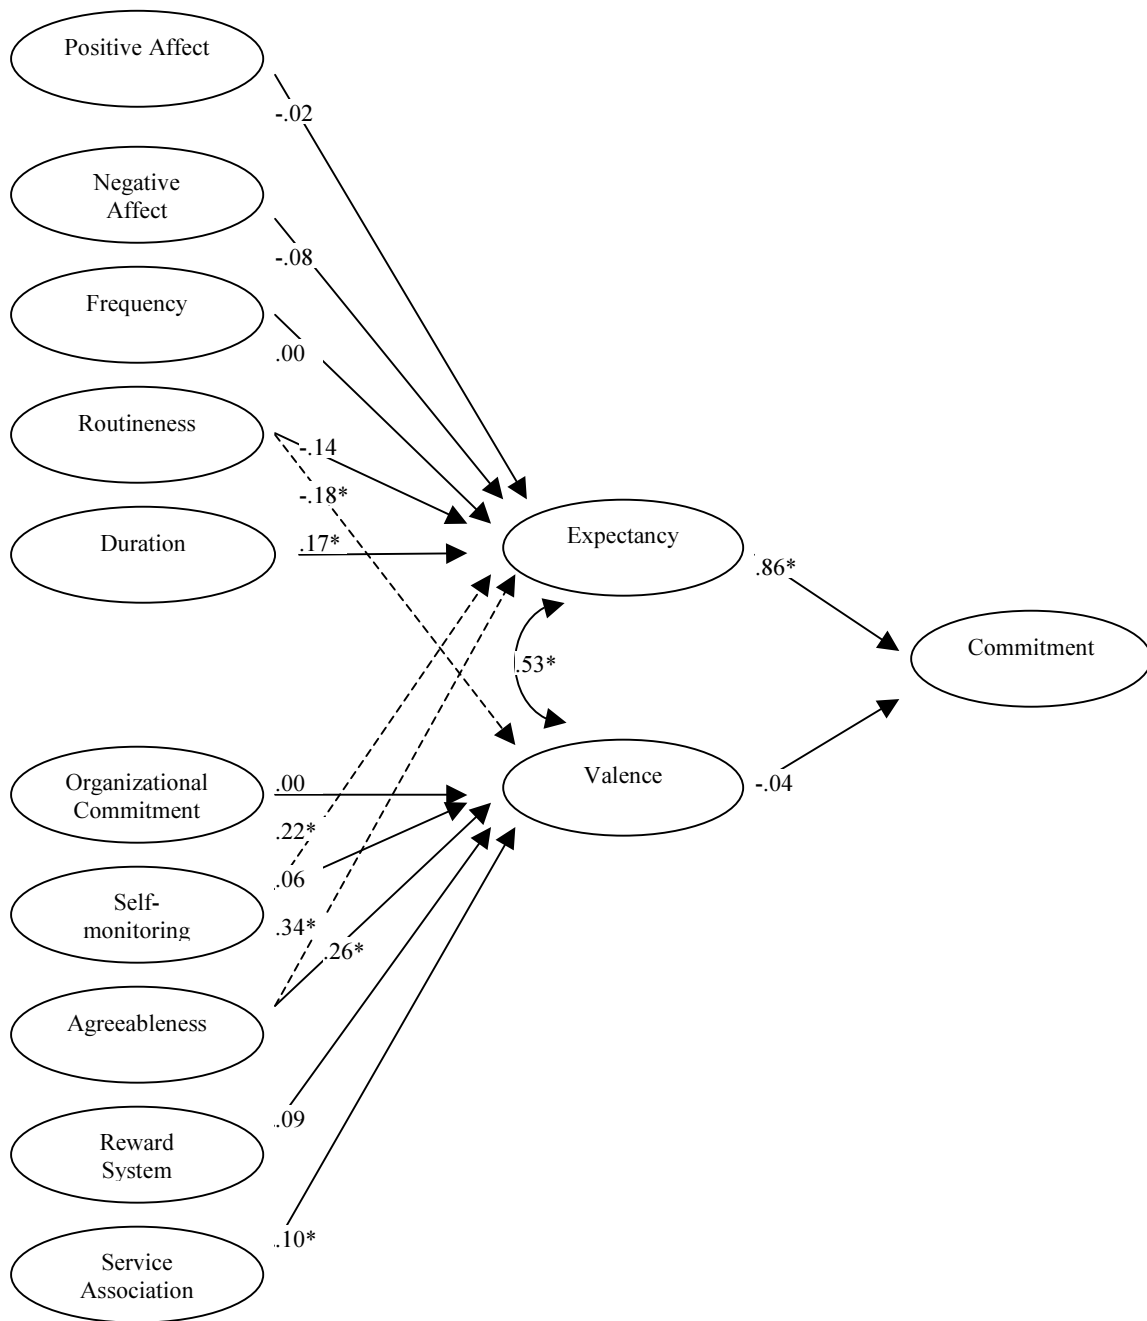 Positive Affect
-.02
Negative
Affect
-.08
Frequency
.00
Routineness
-.14
-.18*
Duration
.17*
Expectancy
.86*
.53*
Commitment
Organizational
Commitment
.00
Valence
-.04
.22*
Self-
monitoring
.06
.34*
.26*
Agreeableness
Reward
System
.09
Service
Association
.10*